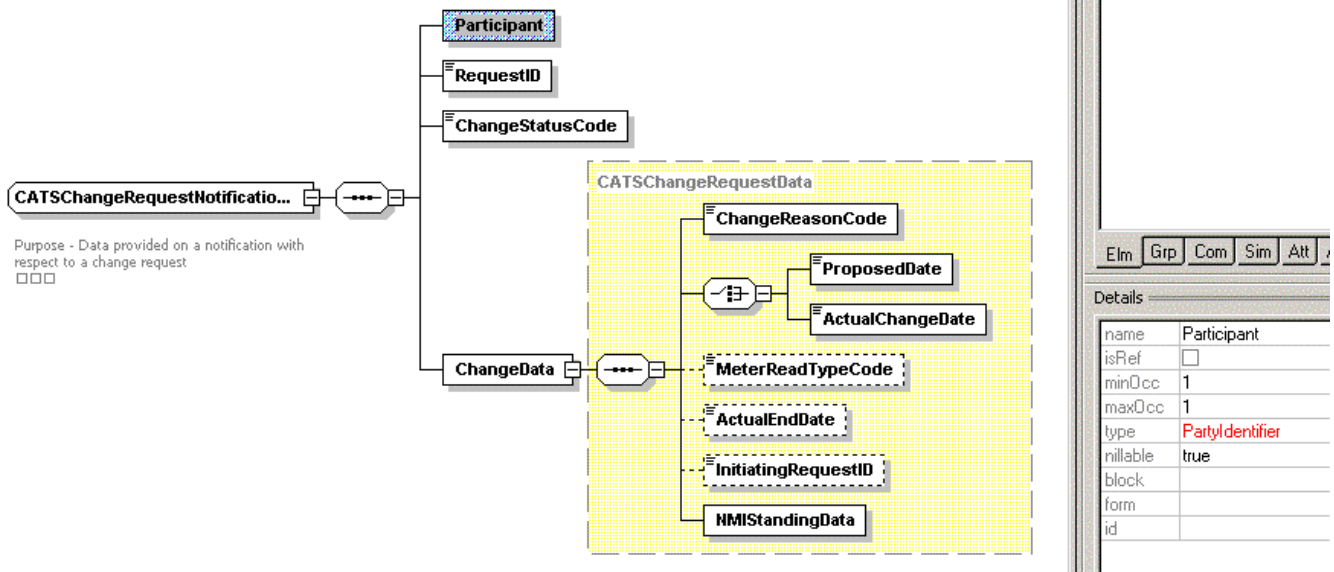 Participant
RequestID
ChangeStatusCode
CATSChangeRequestNotificatio...
Purpose - Data provided on a notification with
respect to a change request
ChangeData
CATSChangeRequestData
ChangeReasonCode
ProposedDate
ActualChangeDate
MeterReadTypeCode
ActualEndDate
InitiatingRequestID
NMIStandingData
Elm Grp Com Sim Att
Details
name Participant
isRef
minOcc 1
maxOcc 1
type PartyIdentifier
nillable true
block
form
id